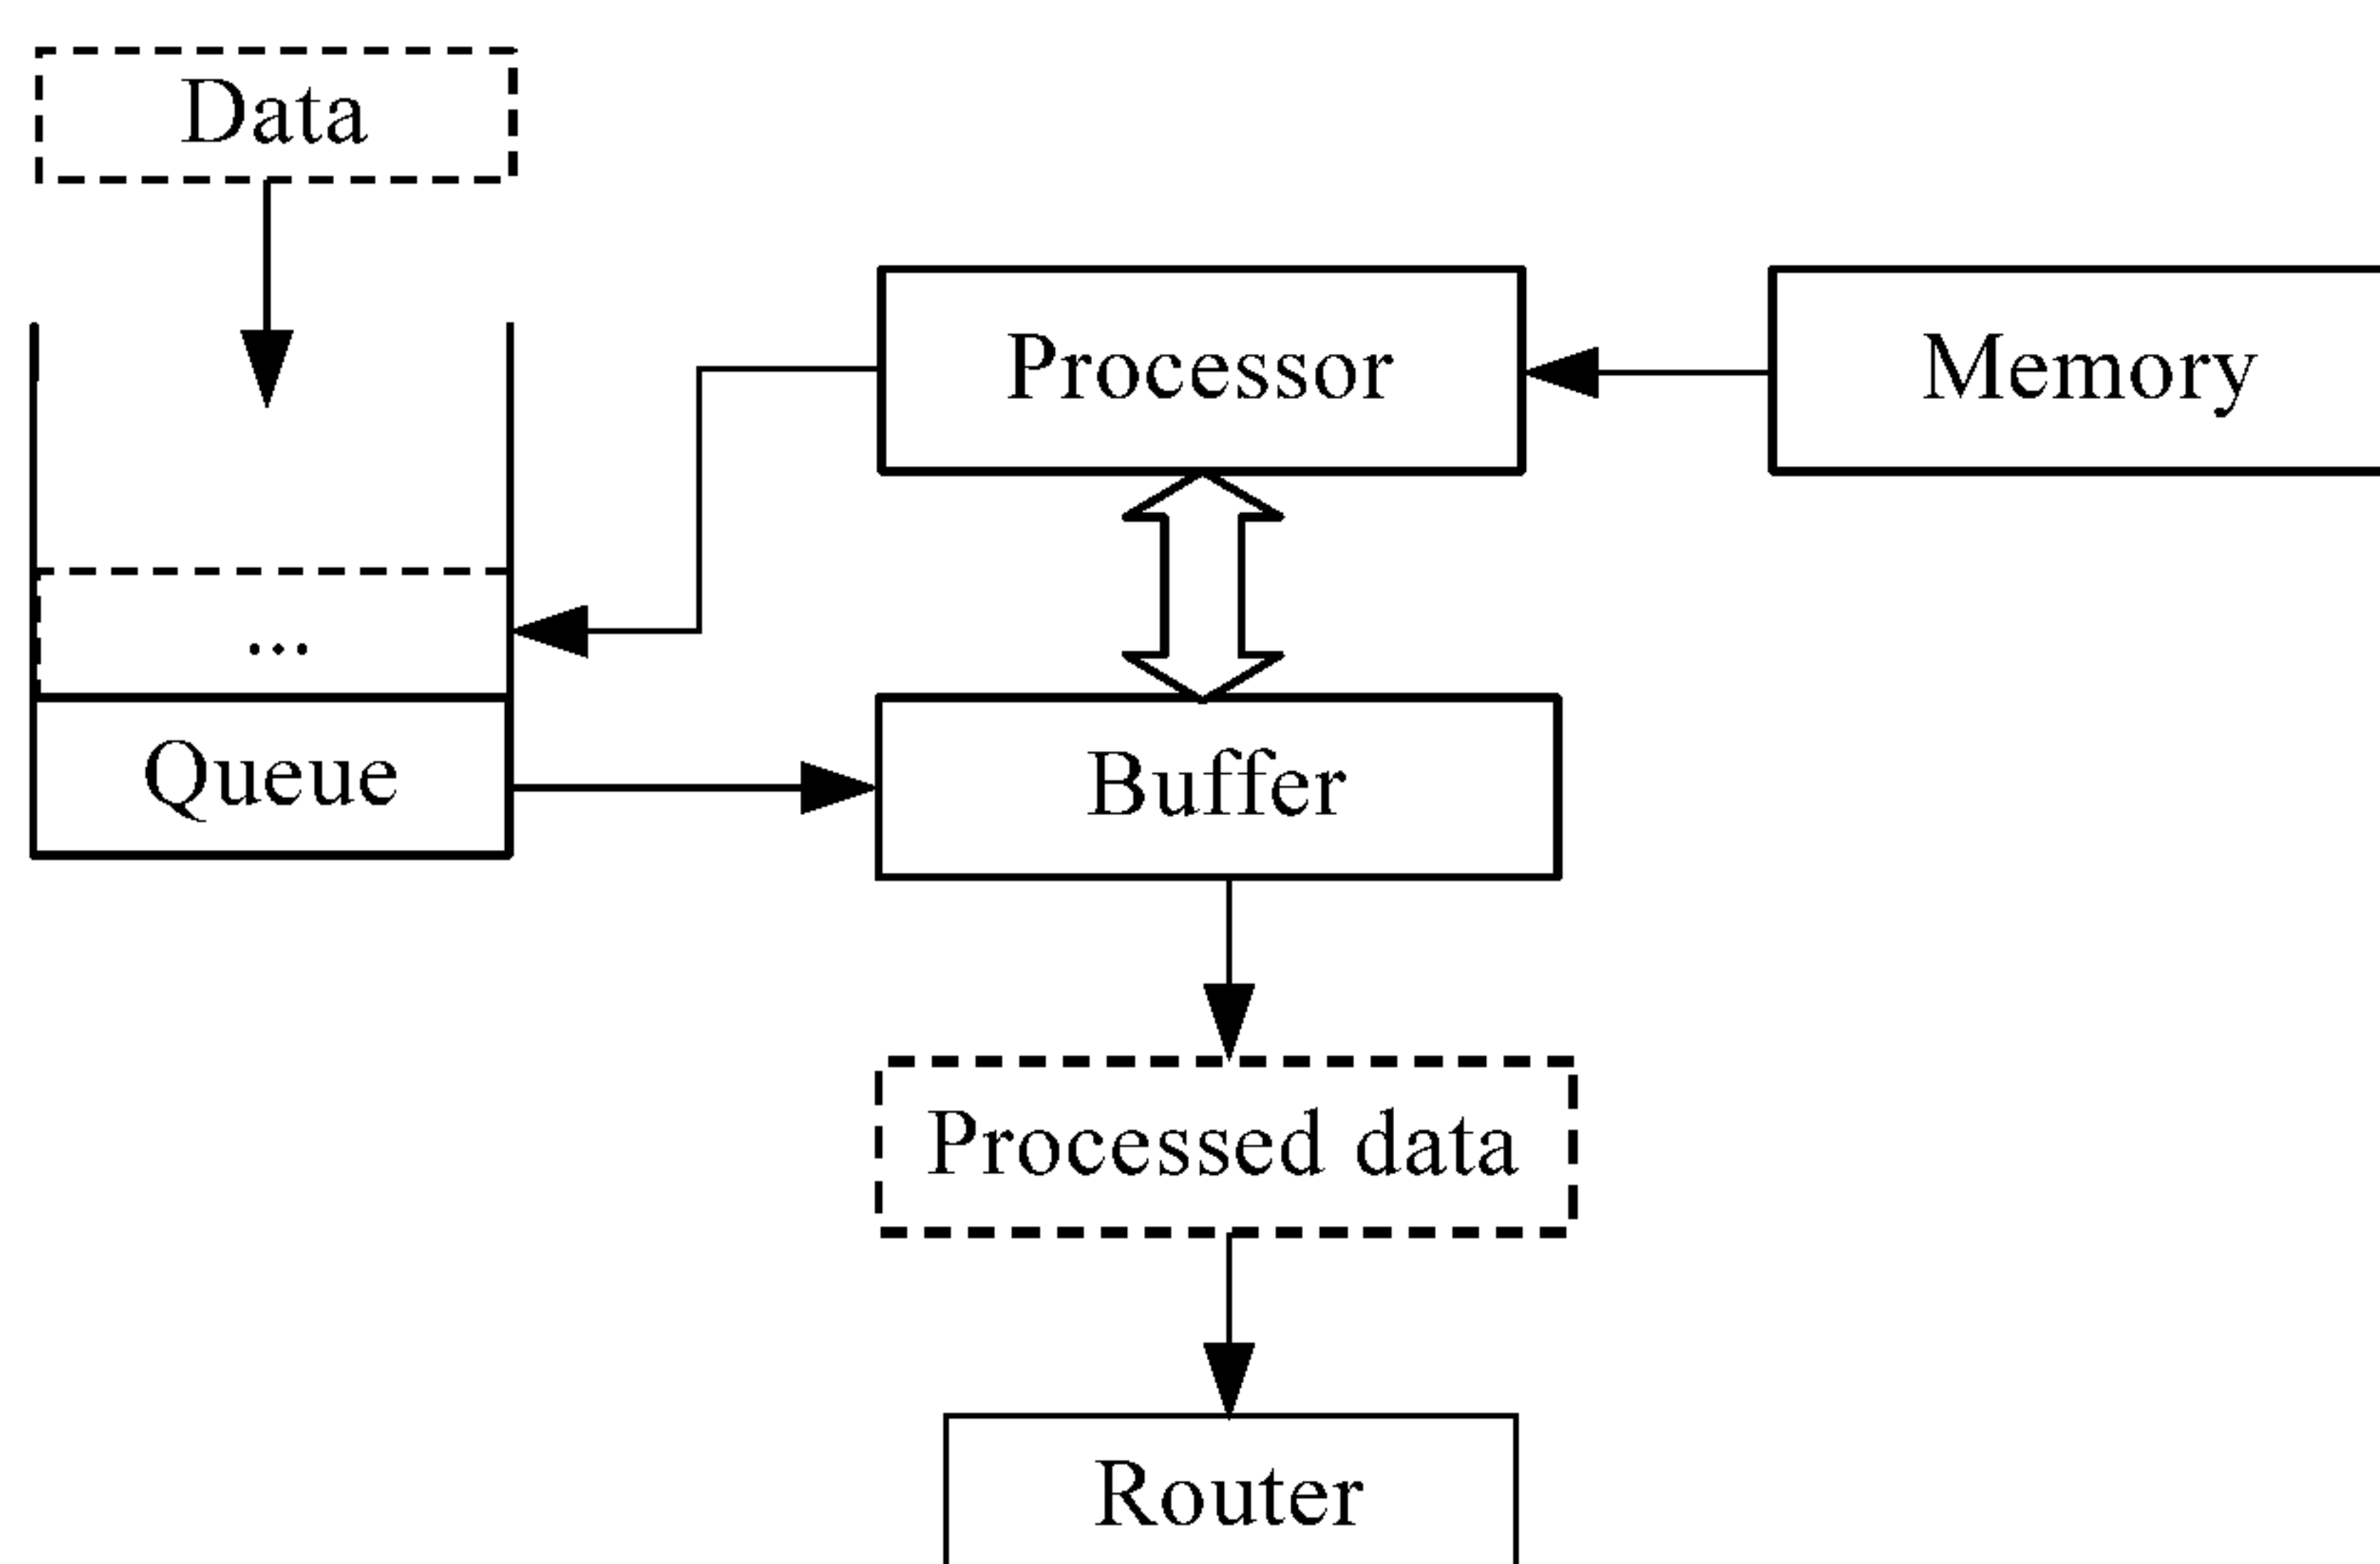 Data
Processor
Memory
...
Queue
Buffer
Processed data
Router